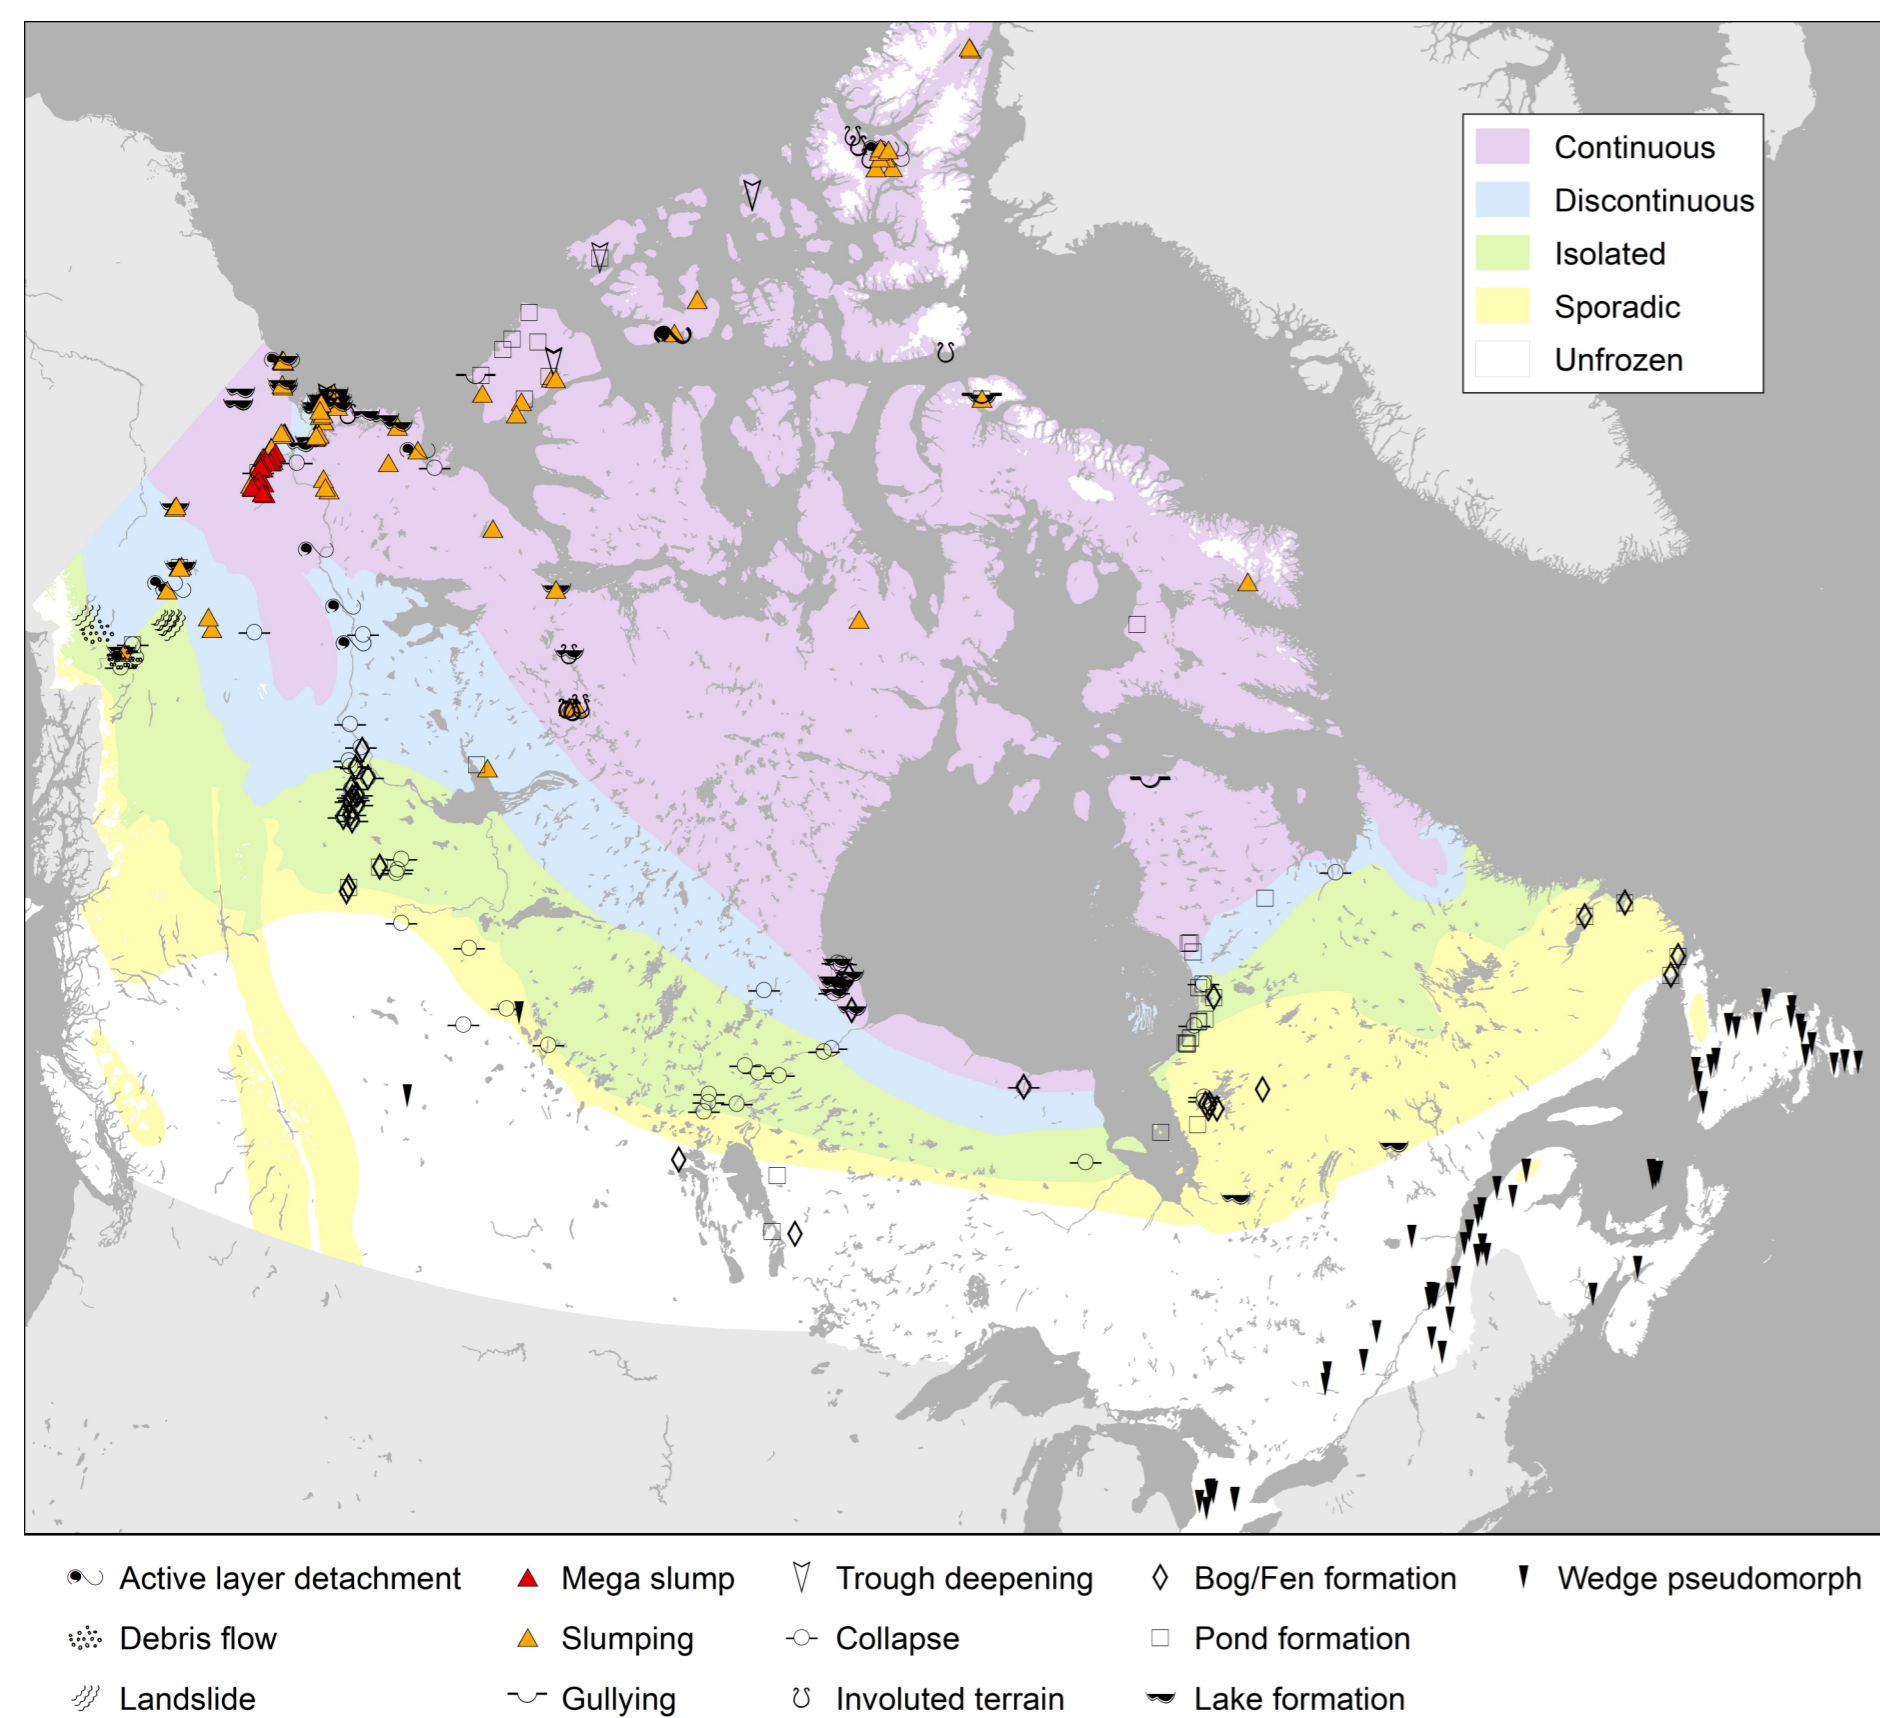 Continuous
Discontinuous
Isolated
Sporadic
Unfrozen
Active layer detachment
Mega slump
Trough deepening
Bog/Fen formation
Wedge pseudomorph
Debris flow
Slumping
Collapse
Pond formation
Landslide
Gullying
Involuted terrain
Lake formation